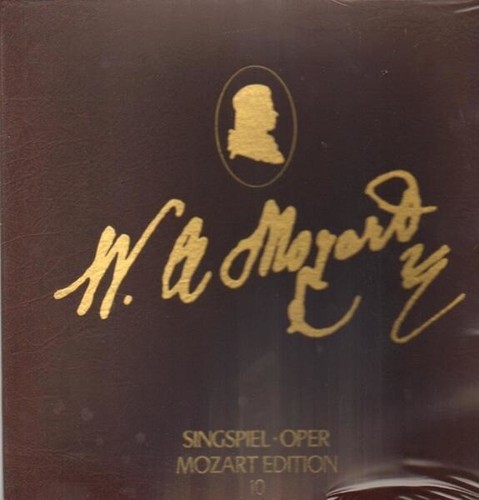 W. A Mozart
SINGSPIEL-OPER
MOZART EDITION
10